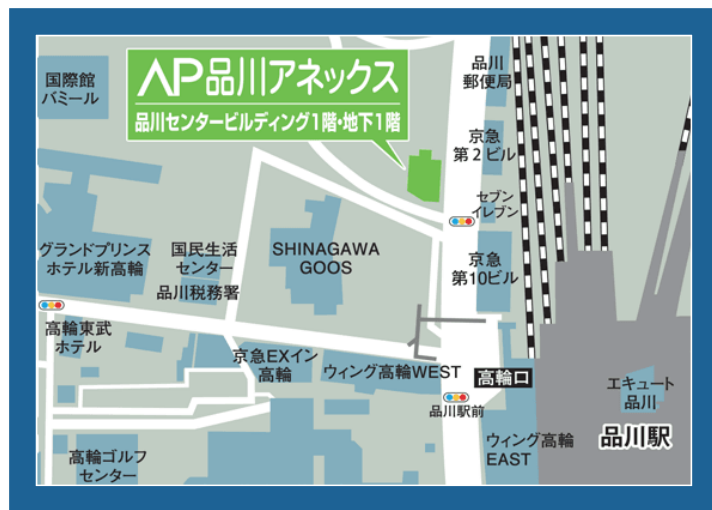 AP品川アネックス
品川センタービルディング1階・地下1階
国際館
バミール
品川
郵便局
京急
第2ビル
セブン
イレブン
グランドプリンス
ホテル新高輪
国民生活
センター
品川税務署
SHINAGAWA
GOOS
京急
第10ビル
高輪東武
ホテル
京急EXイン
高輪
ウィング高輪WEST
高輪口
品川駅前
エキュート
品川
品川駅
ウィング高輪
EAST
高輪ゴルフ
センター